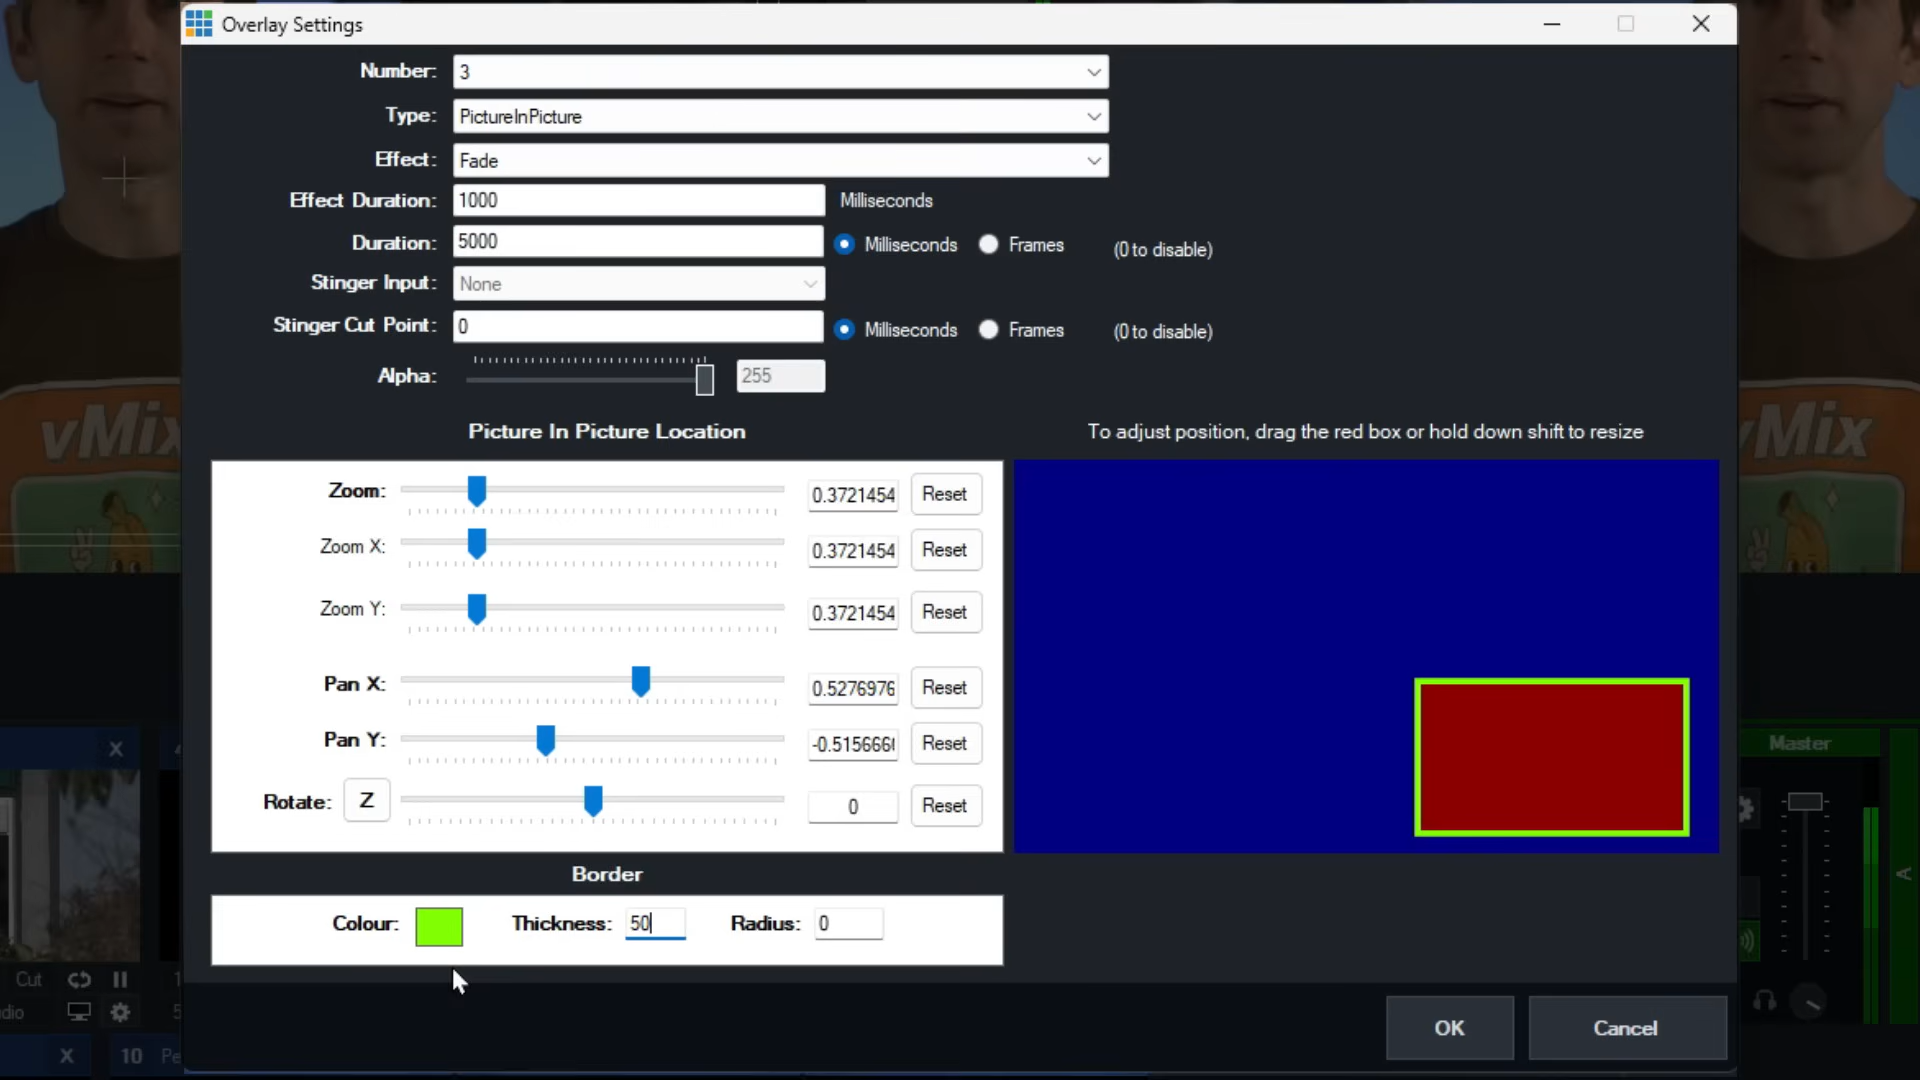 Overlay Settings
Number: 3
Type: PictureInPicture
Effect: Fade
Effect Duration: 1000 Milliseconds
Duration: 5000 Milliseconds Frames (0 to disable)
Stinger Input: None
Stinger Cut Point: 0 Milliseconds Frames (0 to disable)
Alpha: 255
Picture In Picture Location
To adjust position, drag the red box or hold down shift to resize
Zoom: 0.3721454 Reset
Zoom X: 0.3721454 Reset
Zoom Y: 0.3721454 Reset
Pan X: 0.5276976 Reset
Pan Y: -0.515666 Reset
Rotate: Z 0 Reset
Border
Colour: Thickness: 50 Radius: 0
OK Cancel
vMix
vMix
X
Master
A
Cut
X
10 Pe